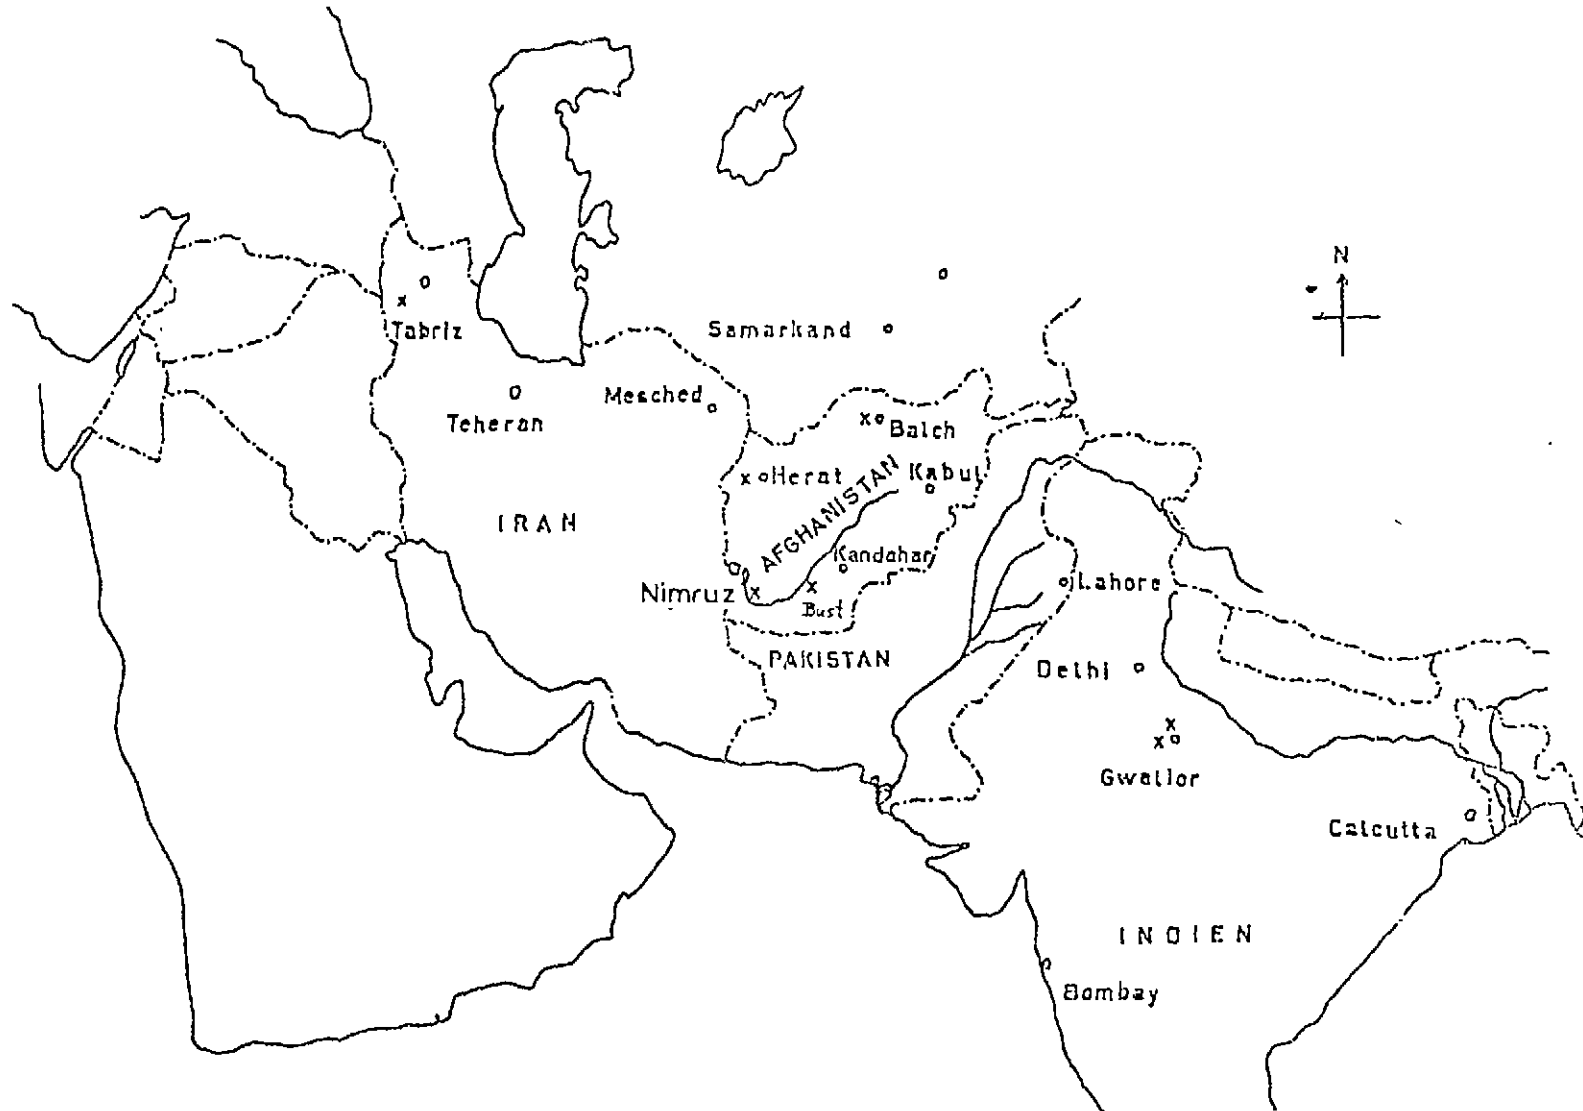 N
Samarkand
Tabriz
Mesched
Teheran
Balch
Herat
Kabul
AFGHANISTAN
IRAN
Kandahar
Nimruz
Bust
Lahore
PAKISTAN
Delhi
Gwalior
Calcutta
INDIEN
Bombay